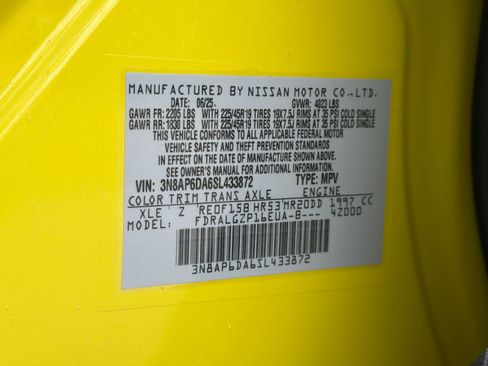 MANUFACTURED BY NISSAN MOTOR CO.,LTD.
DATE: 06/25 GVWR: 4023 LBS
GAWR FR: 2205 LBS WITH 225/45R19 TIRES 19X7.5J RIMS AT 35 PSI COLD SINGLE
GAWR RR: 1830 LBS WITH 225/45R19 TIRES 19X7.5J RIMS AT 35 PSI COLD SINGLE
THIS VEHICLE CONFORMS TO ALL APPLICABLE FEDERAL MOTOR
VEHICLE SAFETY AND THEFT PREVENTION STANDARDS
IN EFFECT ON THE DATE OF MANUFACTURE SHOWN ABOVE.
SEE OWNER'S MANUAL FOR ADDITIONAL INFORMATION.
VIN: 3N8AP6DA6SL433872 TYPE: MPV
COLOR TRIM TRANS AXLE ENGINE
XLE Z RE0F15B HR53 MR20DD 1997 CC
MODEL: FDRALGZP16EUA-B--- 4Z000
3N8AP6DA6SL433872